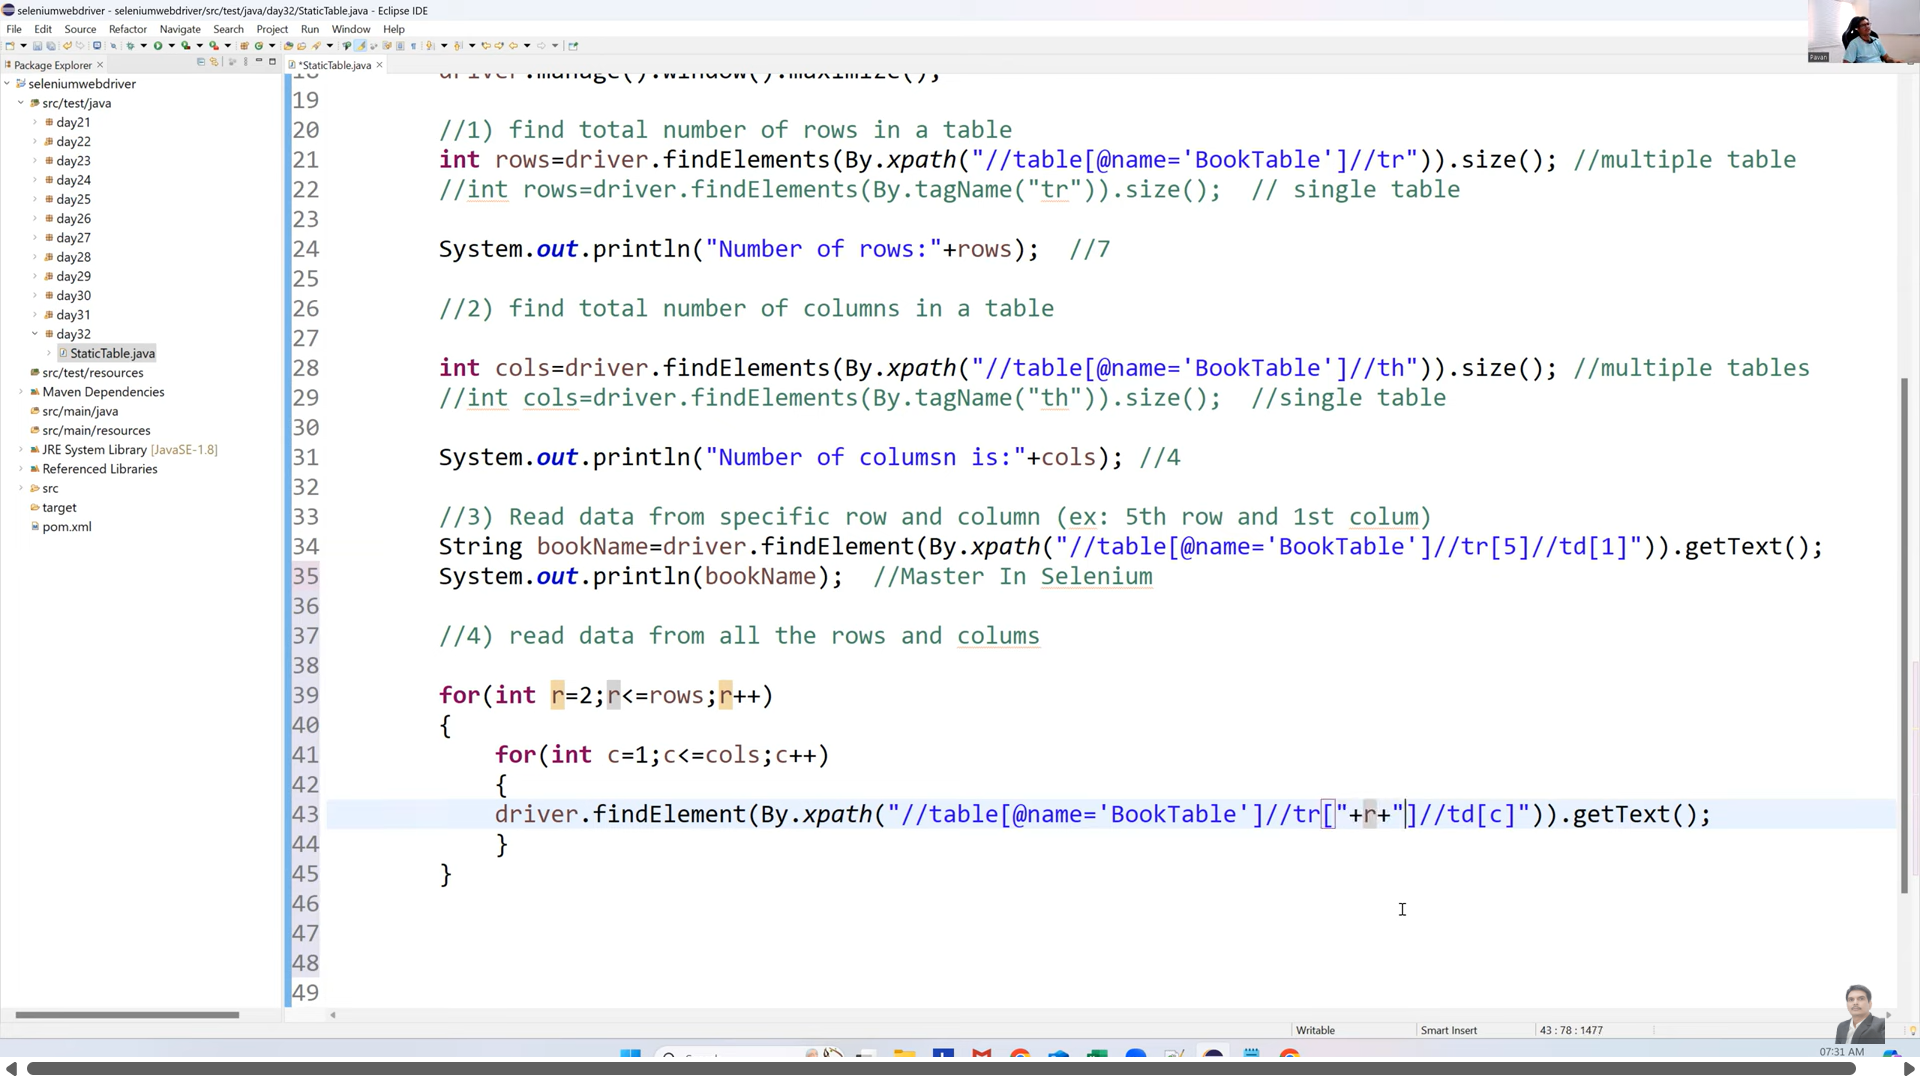 seleniumwebdriver - seleniumwebdriver/src/test/java/day32/StaticTable.java - Eclipse IDE
File Edit Source Refactor Navigate Search Project Run Window Help
Package Explorer
*StaticTable.java
seleniumwebdriver
src/test/java
day21
day22
day23
day24
day25
day26
day27
day28
day29
day30
day31
day32
StaticTable.java
src/test/resources
Maven Dependencies
src/main/java
src/main/resources
JRE System Library [JavaSE-1.8]
Referenced Libraries
src
target
pom.xml
18 driver.manage().window().maximize();
19
20 //1) find total number of rows in a table
21 int rows=driver.findElements(By.xpath("//table[@name='BookTable']//tr")).size(); //multiple table
22 //int rows=driver.findElements(By.tagName("tr")).size(); // single table
23
24 System.out.println("Number of rows:"+rows); //7
25
26 //2) find total number of columns in a table
27
28 int cols=driver.findElements(By.xpath("//table[@name='BookTable']//th")).size(); //multiple tables
29 //int cols=driver.findElements(By.tagName("th")).size(); //single table
30
31 System.out.println("Number of columsn is:"+cols); //4
32
33 //3) Read data from specific row and column (ex: 5th row and 1st colum)
34 String bookName=driver.findElement(By.xpath("//table[@name='BookTable']//tr[5]//td[1]")).getText();
35 System.out.println(bookName); //Master In Selenium
36
37 //4) read data from all the rows and colums
38
39 for(int r=2;r<=rows;r++)
40 {
41 for(int c=1;c<=cols;c++)
42 {
43 driver.findElement(By.xpath("//table[@name='BookTable']//tr["+r+"]//td[c]")).getText();
44 }
45 }
46
47
48
49
Writable Smart Insert 43 : 78 : 1477
07:31 AM
Pavan